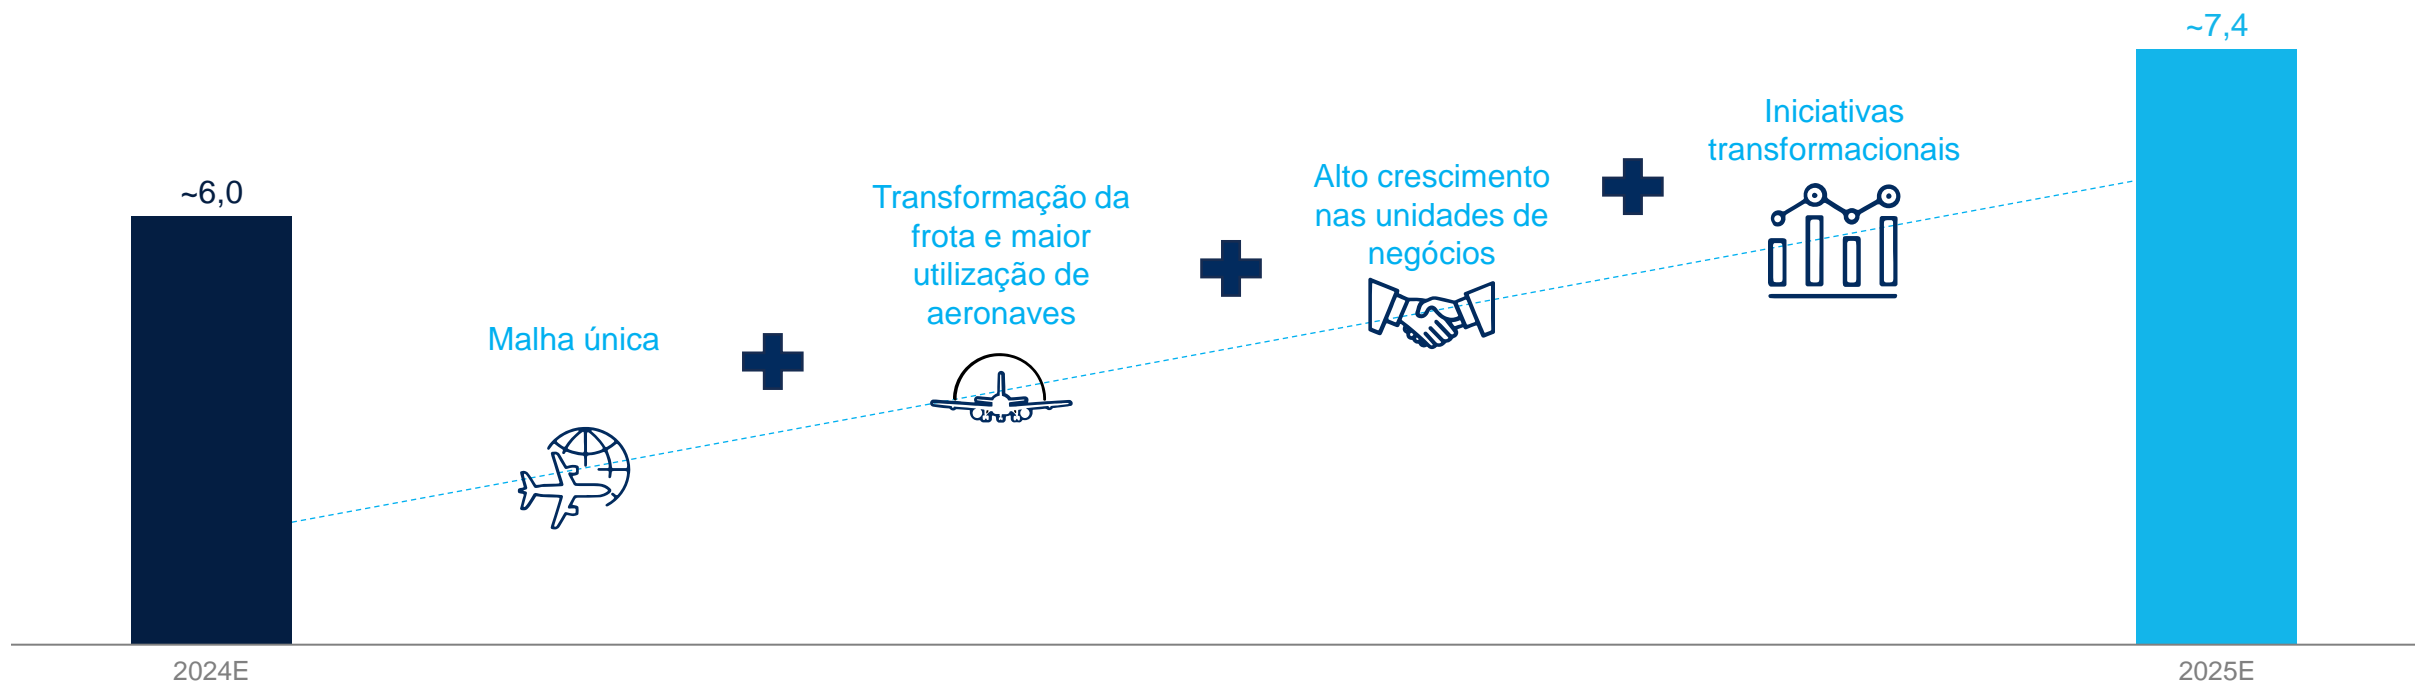 ~6,0
Malha única
Transformação da
frota e maior
utilização de
aeronaves
Alto crescimento
nas unidades de
negócios
Iniciativas
transformacionais
~7,4
2024E
2025E